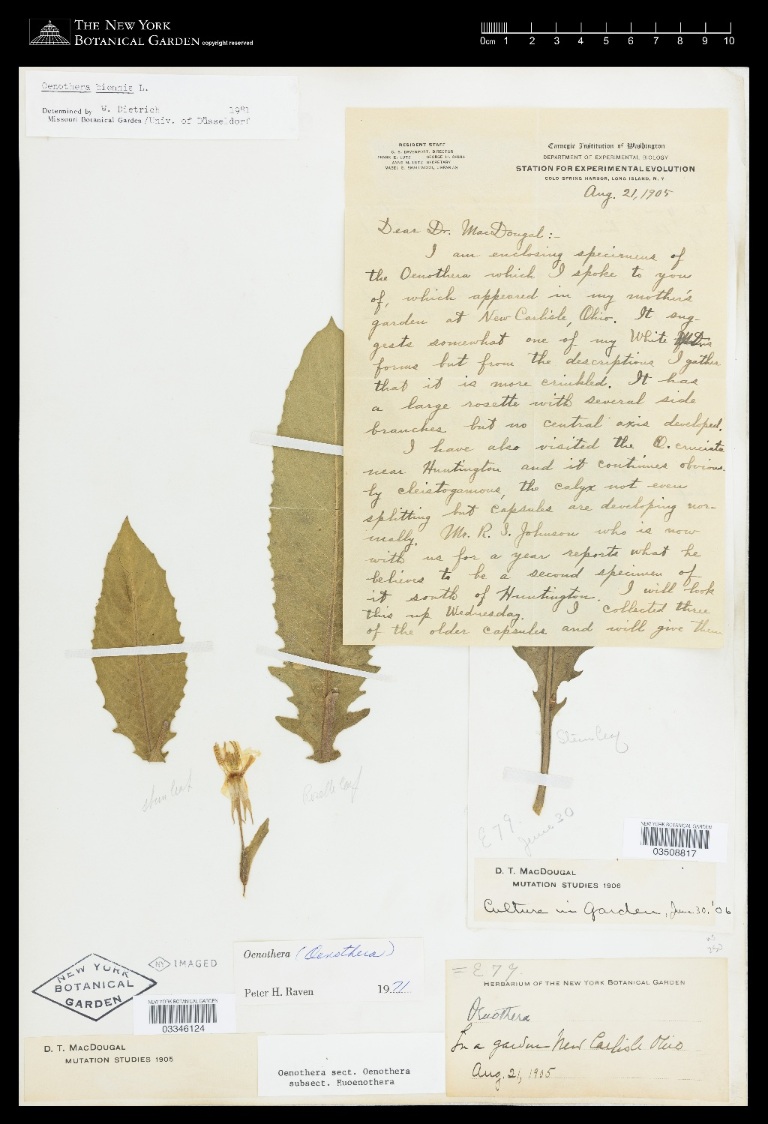 THE NEW YORK
BOTANICAL GARDEN copyright reserved
0cm 1 2 3 4 5 6 7 8 9 10
Oenothera biennis L.
Determined by W. Dietrich 1981
Missouri Botanical Garden/Univ. of Düsseldorf
RESIDENT STAFF
Carnegie Institution of Washington
DEPARTMENT OF EXPERIMENTAL BIOLOGY
STATION FOR EXPERIMENTAL EVOLUTION
COLD SPRING HARBOR, LONG ISLAND, N. Y.
Aug. 21, 1905
Dear Dr. MacDougal:-
I am enclosing specimens of
the Oenothera which I spoke to you
of, which appeared in my mother's
garden at New Carlisle, Ohio. It sug-
gests somewhat one of my White
forms but from the descriptions I gather
that it is more crinkled. It has
a large rosette with several side
branches but no central axis developed.
I have also visited the O. cruciata
near Huntington and it continues obvious-
ly cleistogamous, the calyx not even
splitting but capsules are developing nor-
mally. Mr. R. I. Johnson who is now
with us for a year reports what he
believes to be a second specimen of
it south of Huntington. I will look
this up Wednesday. I collected three
of the older capsules and will give them
stem leaf
Rosette leaf
Stem leaf
E 79
June 30
NEW YORK BOTANICAL GARDEN
03508817
D. T. MACDOUGAL
MUTATION STUDIES 1906
Culture in Garden, June 30, '06
NEW YORK
BOTANICAL
GARDEN
NY IMAGED
NEW YORK BOTANICAL GARDEN
03346124
D. T. MACDOUGAL
MUTATION STUDIES 1905
Oenothera (Oenothera)
Peter H. Raven 1971
Oenothera sect. Oenothera
subsect. Euoenothera
= E 79.
HERBARIUM OF THE NEW YORK BOTANICAL GARDEN
Oenothera
In a garden New Carlisle Ohio
Aug. 21, 1905